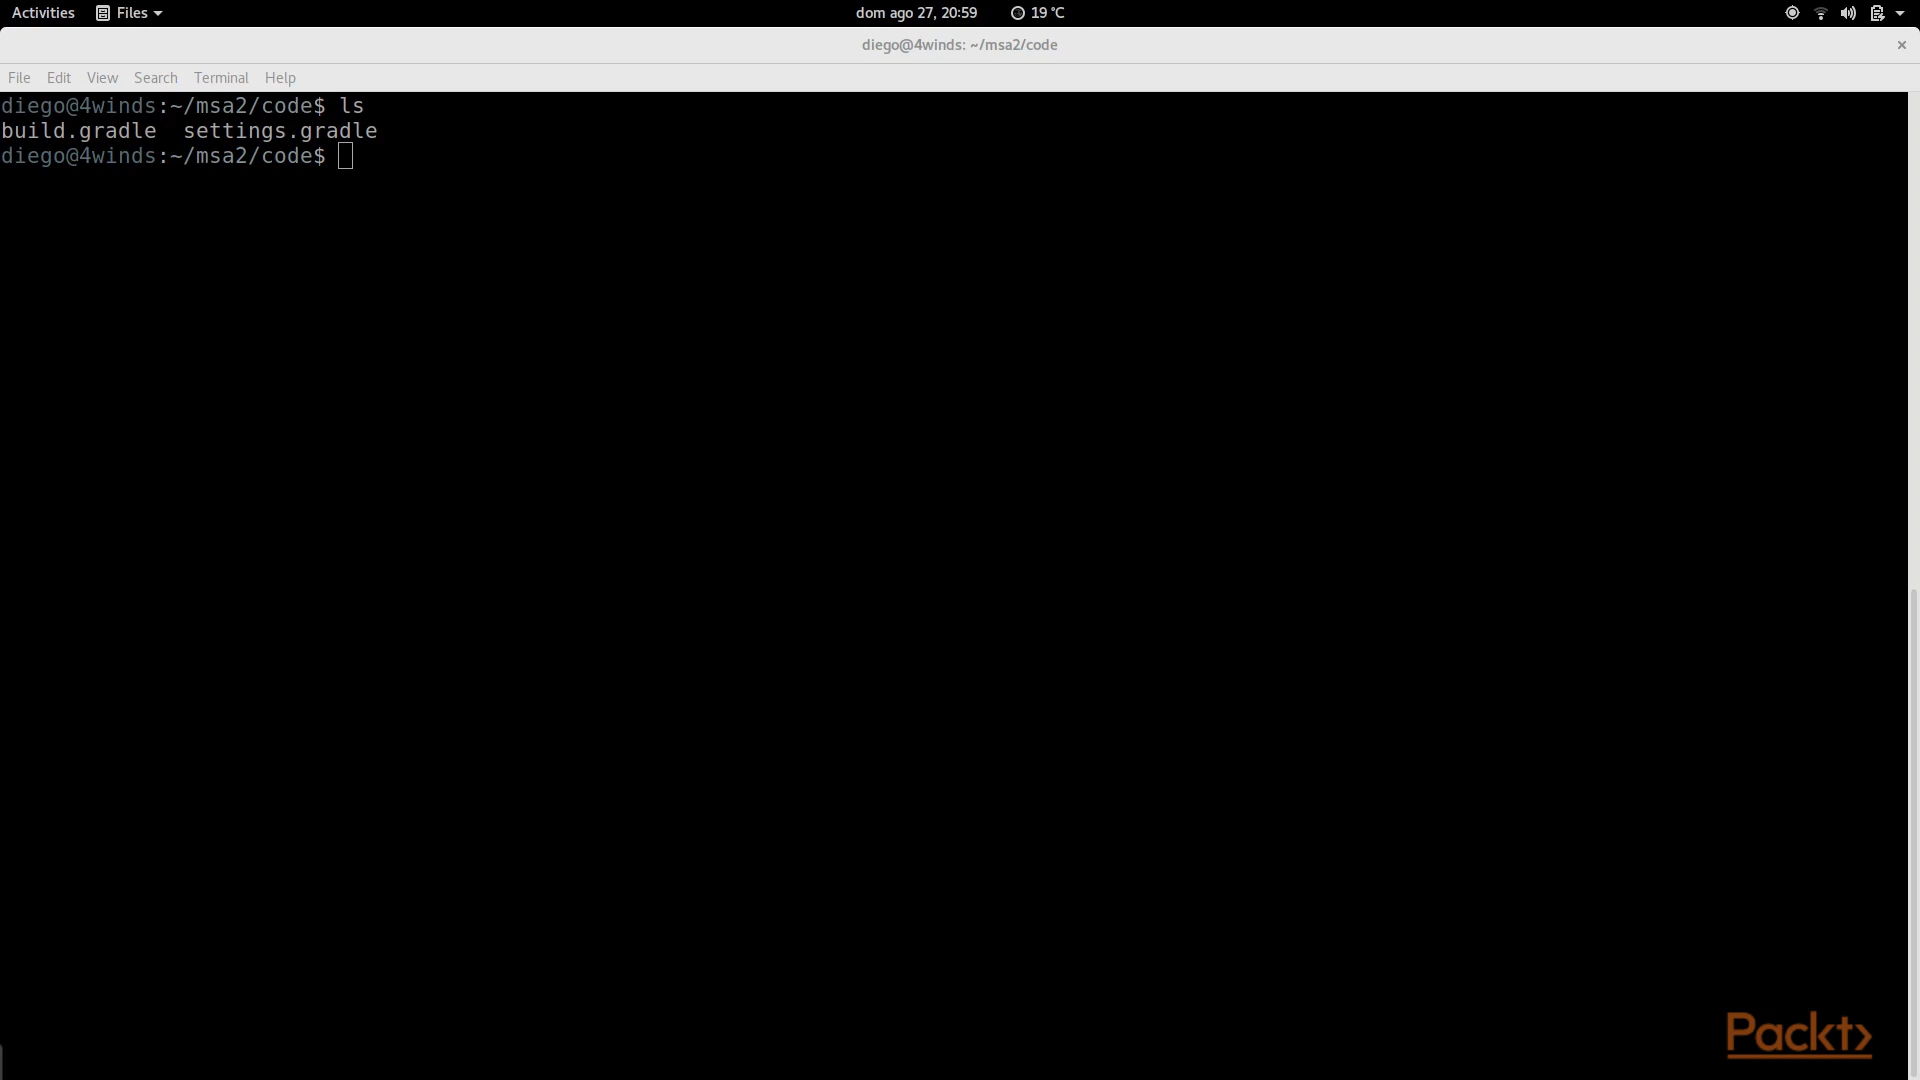 Activities Files dom ago 27, 20:59 19 °C
diego@4winds: ~/msa2/code ×
File Edit View Search Terminal Help
diego@4winds:~/msa2/code$ ls
build.gradle  settings.gradle
diego@4winds:~/msa2/code$
Packt>